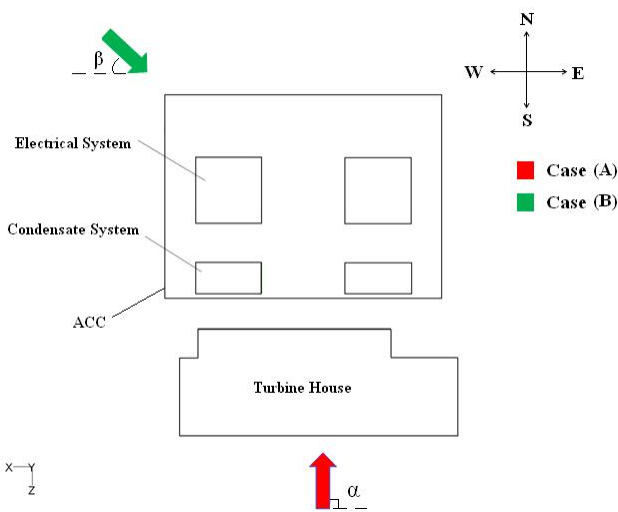 N
β
W
E
S
Electrical System
Case (A)
Case (B)
Condensate System
ACC
Turbine House
X
Y
Z
α